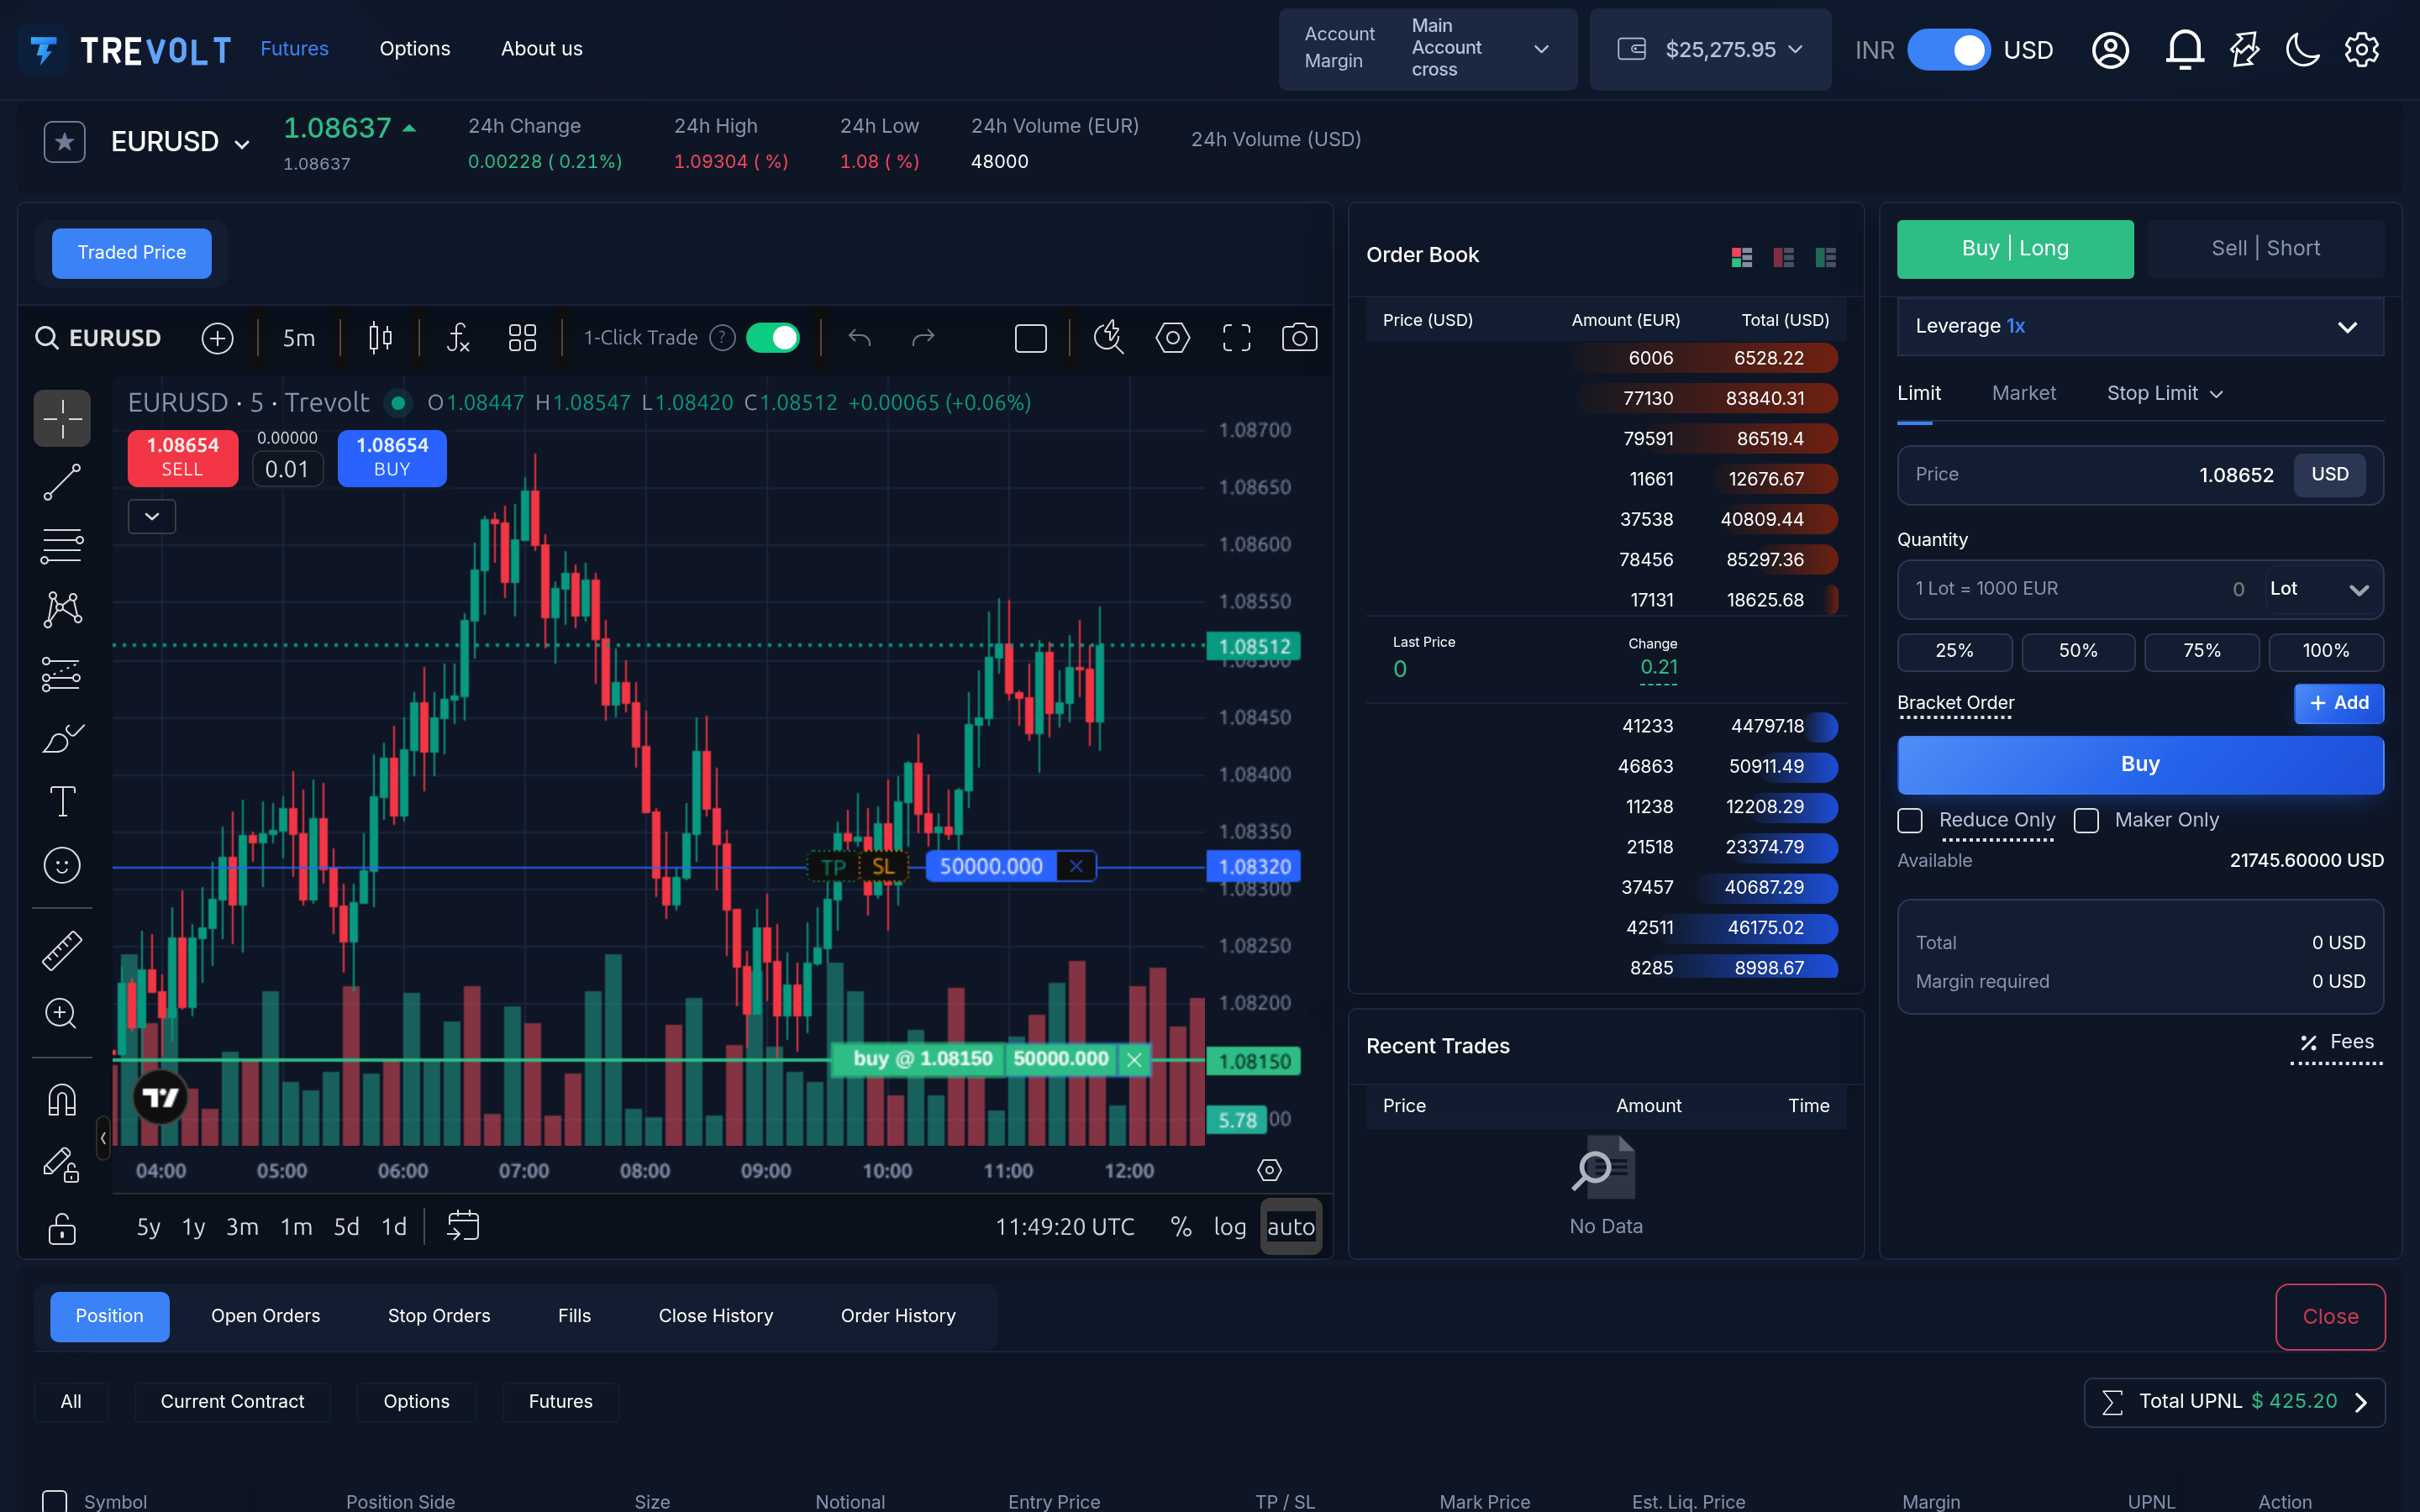 TREVOLT Futures Options About us
Account Margin Main Account cross
$25,275.95
INR USD
EURUSD
1.08637
1.08637
24h Change
0.00228 ( 0.21%)
24h High
1.09304 ( %)
24h Low
1.08 ( %)
24h Volume (EUR)
48000
24h Volume (USD)
Traded Price
EURUSD 5m 1-Click Trade ?
EURUSD · 5 · Trevolt O1.08447 H1.08547 L1.08420 C1.08512 +0.00065 (+0.06%)
1.08654
SELL
0.00000
0.01
1.08654
BUY
1.08700
1.08650
1.08600
1.08550
1.08512
1.08500
1.08450
1.08400
1.08350
TP SL 50000.000 1.08320
1.08300
1.08250
1.08200
buy @ 1.08150 50000.000 1.08150
5.78 00
04:00 05:00 06:00 07:00 08:00 09:00 10:00 11:00 12:00
5y 1y 3m 1m 5d 1d 11:49:20 UTC % log auto
Order Book
Price (USD) Amount (EUR) Total (USD)
6006 6528.22
77130 83840.31
79591 86519.4
11661 12676.67
37538 40809.44
78456 85297.36
17131 18625.68
Last Price Change
0 0.21
41233 44797.18
46863 50911.49
11238 12208.29
21518 23374.79
37457 40687.29
42511 46175.02
8285 8998.67
Recent Trades
Price Amount Time
No Data
Buy | Long Sell | Short
Leverage 1x
Limit Market Stop Limit
Price 1.08652 USD
Quantity
1 Lot = 1000 EUR 0 Lot
25% 50% 75% 100%
Bracket Order + Add
Buy
Reduce Only Maker Only
Available 21745.60000 USD
Total 0 USD
Margin required 0 USD
% Fees
Position Open Orders Stop Orders Fills Close History Order History Close
All Current Contract Options Futures Total UPNL $ 425.20
Symbol Position Side Size Notional Entry Price TP / SL Mark Price Est. Liq. Price Margin UPNL Action